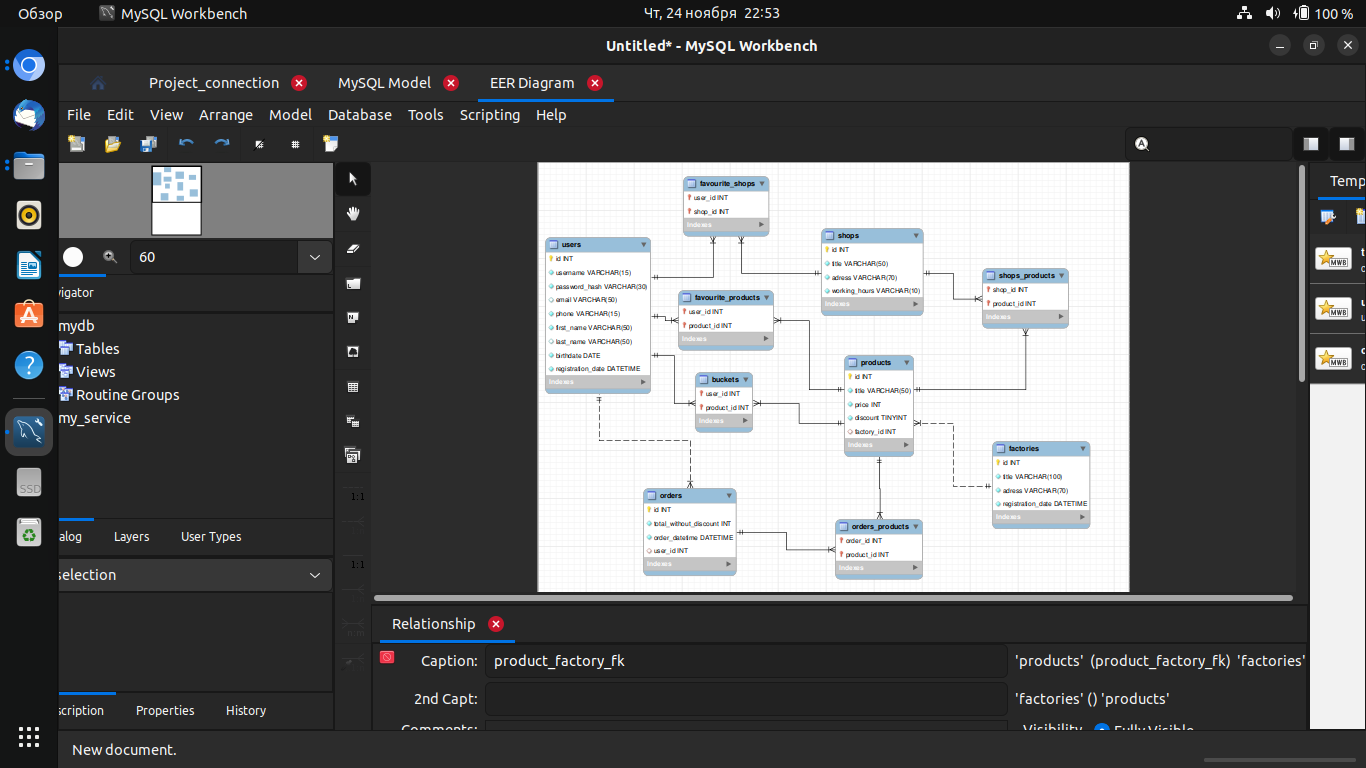 Обзор MySQL Workbench Чт, 24 ноября 22:53 100 %
Untitled* - MySQL Workbench
Project_connection MySQL Model EER Diagram
File Edit View Arrange Model Database Tools Scripting Help
Temp
60
vigator
mydb
Tables
Views
Routine Groups
my_service
alog Layers User Types
selection
scription Properties History
1:1
1:1
n:m
favourite_shops
user_id INT
shop_id INT
Indexes
users
id INT
username VARCHAR(15)
password_hash VARCHAR(30)
email VARCHAR(50)
phone VARCHAR(15)
first_name VARCHAR(50)
last_name VARCHAR(50)
birthdate DATE
registration_date DATETIME
Indexes
shops
id INT
title VARCHAR(50)
adress VARCHAR(70)
working_hours VARCHAR(10)
Indexes
shops_products
shop_id INT
product_id INT
Indexes
favourite_products
user_id INT
product_id INT
Indexes
products
id INT
title VARCHAR(50)
price INT
discount TINYINT
factory_id INT
Indexes
buckets
user_id INT
product_id INT
Indexes
factories
id INT
title VARCHAR(100)
adress VARCHAR(70)
registration_date DATETIME
Indexes
orders
id INT
total_without_discount INT
order_datetime DATETIME
user_id INT
Indexes
orders_products
order_id INT
product_id INT
Indexes
MWB
MWB
MWB
SSD
Relationship
Caption: product_factory_fk 'products' (product_factory_fk) 'factories'
2nd Capt: 'factories' () 'products'
Comments: Visibility Fully Visible
New document.